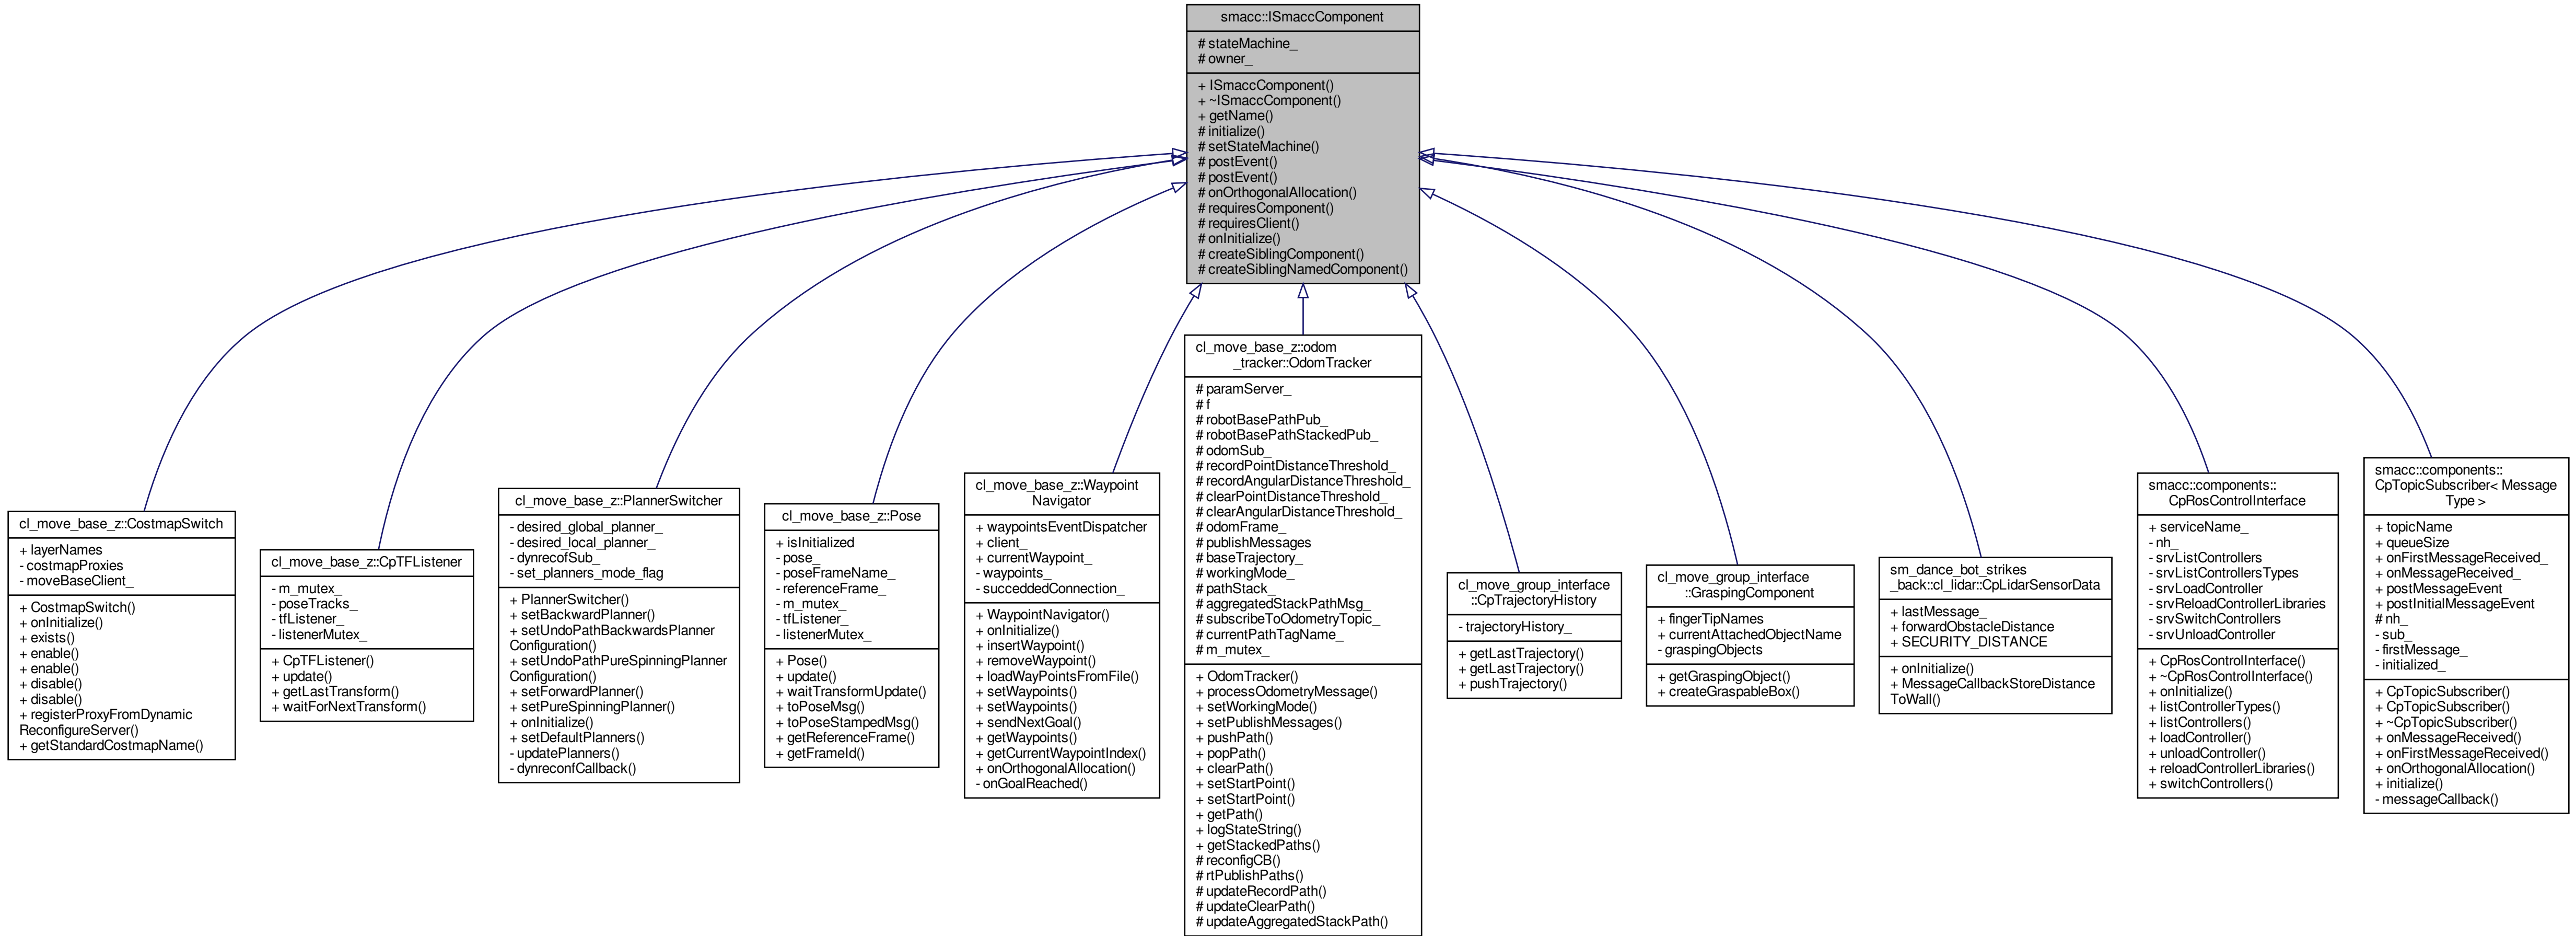 smacc::ISmaccComponent
# stateMachine_
# owner_
+ ISmaccComponent()
+ ~ISmaccComponent()
+ getName()
# initialize()
# setStateMachine()
# postEvent()
# postEvent()
# onOrthogonalAllocation()
# requiresComponent()
# requiresClient()
# onInitialize()
# createSiblingComponent()
# createSiblingNamedComponent()
cl_move_base_z::CostmapSwitch
+ layerNames
- costmapProxies
- moveBaseClient_
+ CostmapSwitch()
+ onInitialize()
+ exists()
+ enable()
+ enable()
+ disable()
+ disable()
+ registerProxyFromDynamic
ReconfigureServer()
+ getStandardCostmapName()
cl_move_base_z::CpTFListener
- m_mutex_
- poseTracks_
- tfListener_
- listenerMutex_
+ CpTFListener()
+ update()
+ getLastTransform()
+ waitForNextTransform()
cl_move_base_z::PlannerSwitcher
- desired_global_planner_
- desired_local_planner_
- dynrecofSub_
- set_planners_mode_flag
+ PlannerSwitcher()
+ setBackwardPlanner()
+ setUndoPathBackwardsPlanner
Configuration()
+ setUndoPathPureSpinningPlanner
Configuration()
+ setForwardPlanner()
+ setPureSpinningPlanner()
+ onInitialize()
+ setDefaultPlanners()
- updatePlanners()
- dynreconfCallback()
cl_move_base_z::Pose
+ isInitialized
- pose_
- poseFrameName_
- referenceFrame_
- m_mutex_
- tfListener_
- listenerMutex_
+ Pose()
+ update()
+ waitTransformUpdate()
+ toPoseMsg()
+ toPoseStampedMsg()
+ getReferenceFrame()
+ getFrameId()
cl_move_base_z::Waypoint
Navigator
+ waypointsEventDispatcher
+ client_
+ currentWaypoint_
- waypoints_
- succeddedConnection_
+ WaypointNavigator()
+ onInitialize()
+ insertWaypoint()
+ removeWaypoint()
+ loadWayPointsFromFile()
+ setWaypoints()
+ setWaypoints()
+ sendNextGoal()
+ getWaypoints()
+ getCurrentWaypointIndex()
+ onOrthogonalAllocation()
- onGoalReached()
cl_move_base_z::odom
_tracker::OdomTracker
# paramServer_
# f
# robotBasePathPub_
# robotBasePathStackedPub_
# odomSub_
# recordPointDistanceThreshold_
# recordAngularDistanceThreshold_
# clearPointDistanceThreshold_
# clearAngularDistanceThreshold_
# odomFrame_
# publishMessages
# baseTrajectory_
# workingMode_
# pathStack_
# aggregatedStackPathMsg_
# subscribeToOdometryTopic_
# currentPathTagName_
# m_mutex_
+ OdomTracker()
+ processOdometryMessage()
+ setWorkingMode()
+ setPublishMessages()
+ pushPath()
+ popPath()
+ clearPath()
+ setStartPoint()
+ setStartPoint()
+ getPath()
+ logStateString()
+ getStackedPaths()
# reconfigCB()
# rtPublishPaths()
# updateRecordPath()
# updateClearPath()
# updateAggregatedStackPath()
cl_move_group_interface
::CpTrajectoryHistory
- trajectoryHistory_
+ getLastTrajectory()
+ getLastTrajectory()
+ pushTrajectory()
cl_move_group_interface
::GraspingComponent
+ fingerTipNames
+ currentAttachedObjectName
- graspingObjects
+ getGraspingObject()
+ createGraspableBox()
sm_dance_bot_strikes
_back::cl_lidar::CpLidarSensorData
+ lastMessage_
+ forwardObstacleDistance
+ SECURITY_DISTANCE
+ onInitialize()
+ MessageCallbackStoreDistance
ToWall()
smacc::components::
CpRosControlInterface
+ serviceName_
- nh_
- srvListControllers
- srvListControllersTypes
- srvLoadController
- srvReloadControllerLibraries
- srvSwitchControllers
- srvUnloadController
+ CpRosControlInterface()
+ ~CpRosControlInterface()
+ onInitialize()
+ listControllerTypes()
+ listControllers()
+ loadController()
+ unloadController()
+ reloadControllerLibraries()
+ switchControllers()
smacc::components::
CpTopicSubscriber< Message
Type >
+ topicName
+ queueSize
+ onFirstMessageReceived_
+ onMessageReceived_
+ postMessageEvent
+ postInitialMessageEvent
# nh_
- sub_
- firstMessage_
- initialized_
+ CpTopicSubscriber()
+ CpTopicSubscriber()
+ ~CpTopicSubscriber()
+ onMessageReceived()
+ onFirstMessageReceived()
+ onOrthogonalAllocation()
+ initialize()
- messageCallback()